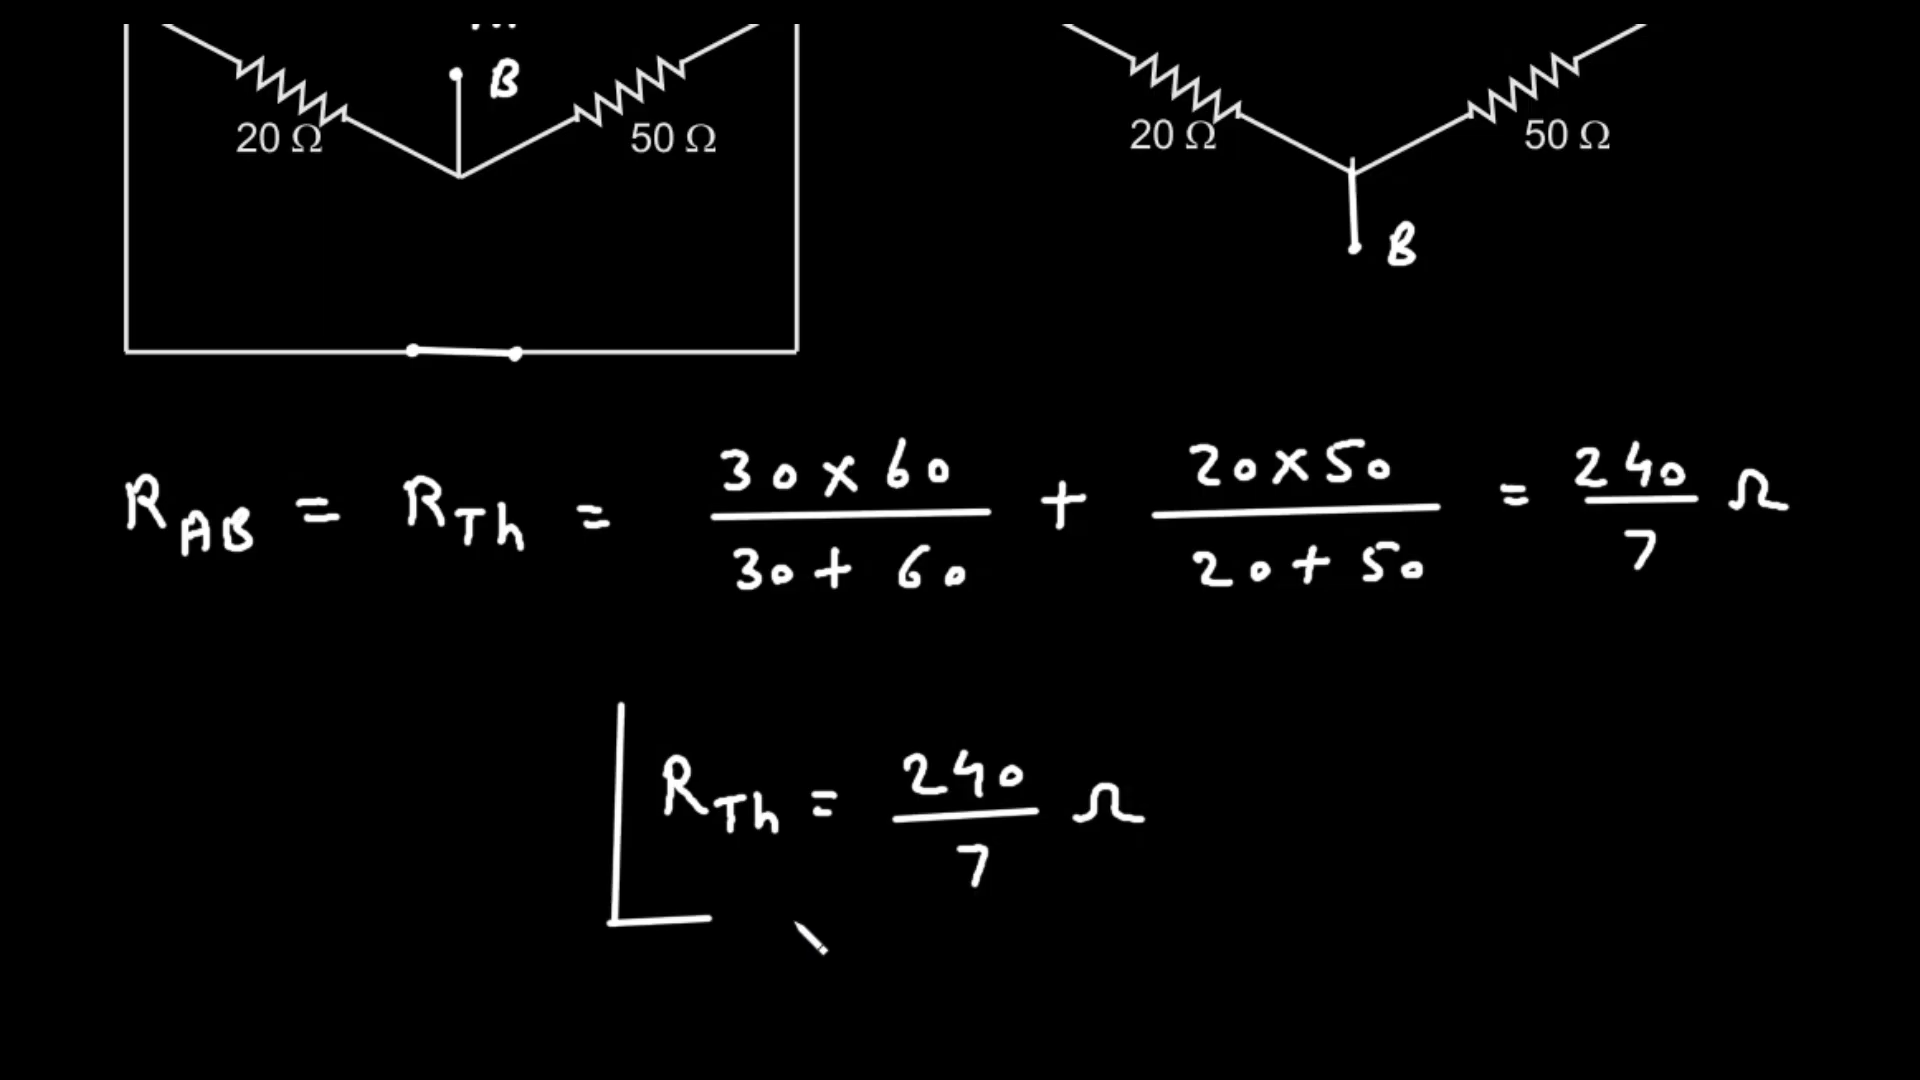 B
20 Ω 50 Ω
20 Ω 50 Ω
B
R_AB = R_Th = (30 × 60)/(30 + 60) + (20 × 50)/(20 + 50) = 240/7 Ω
R_Th = 240/7 Ω